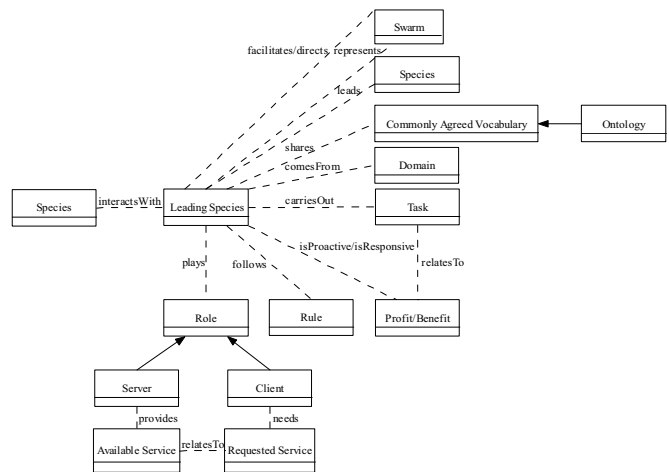 Swarm
facilitates/directs represents
Species
leads
Commonly Agreed Vocabulary
Ontology
shares
Domain
comesFrom
Species
interactsWith
Leading Species
carriesOut
Task
isProactive/isResponsive
plays
follows
relatesTo
Role
Rule
Profit/Benefit
Server
Client
provides
needs
Available Service
relatesTo
Requested Service